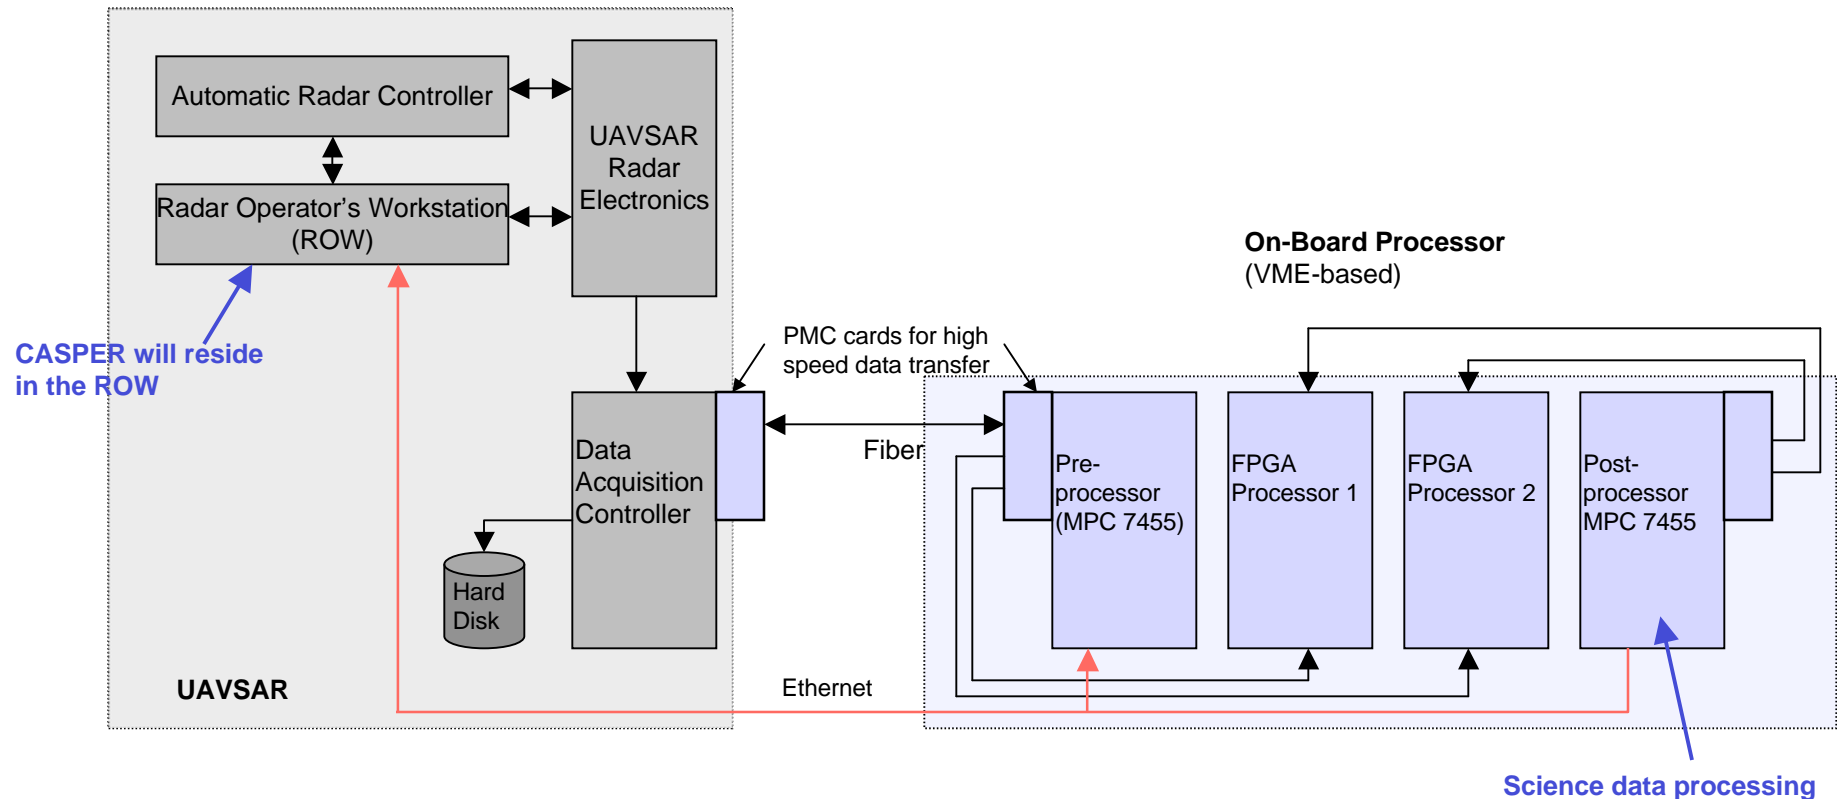 Automatic Radar Controller
UAVSAR
Radar
Electronics
Radar Operator's Workstation
(ROW)
On-Board Processor
(VME-based)
CASPER will reside
in the ROW
PMC cards for high
speed data transfer
Data
Acquisition
Controller
Fiber
Pre-
processor
(MPC 7455)
FPGA
Processor 1
FPGA
Processor 2
Post-
processor
MPC 7455
Hard
Disk
UAVSAR
Ethernet
Science data processing